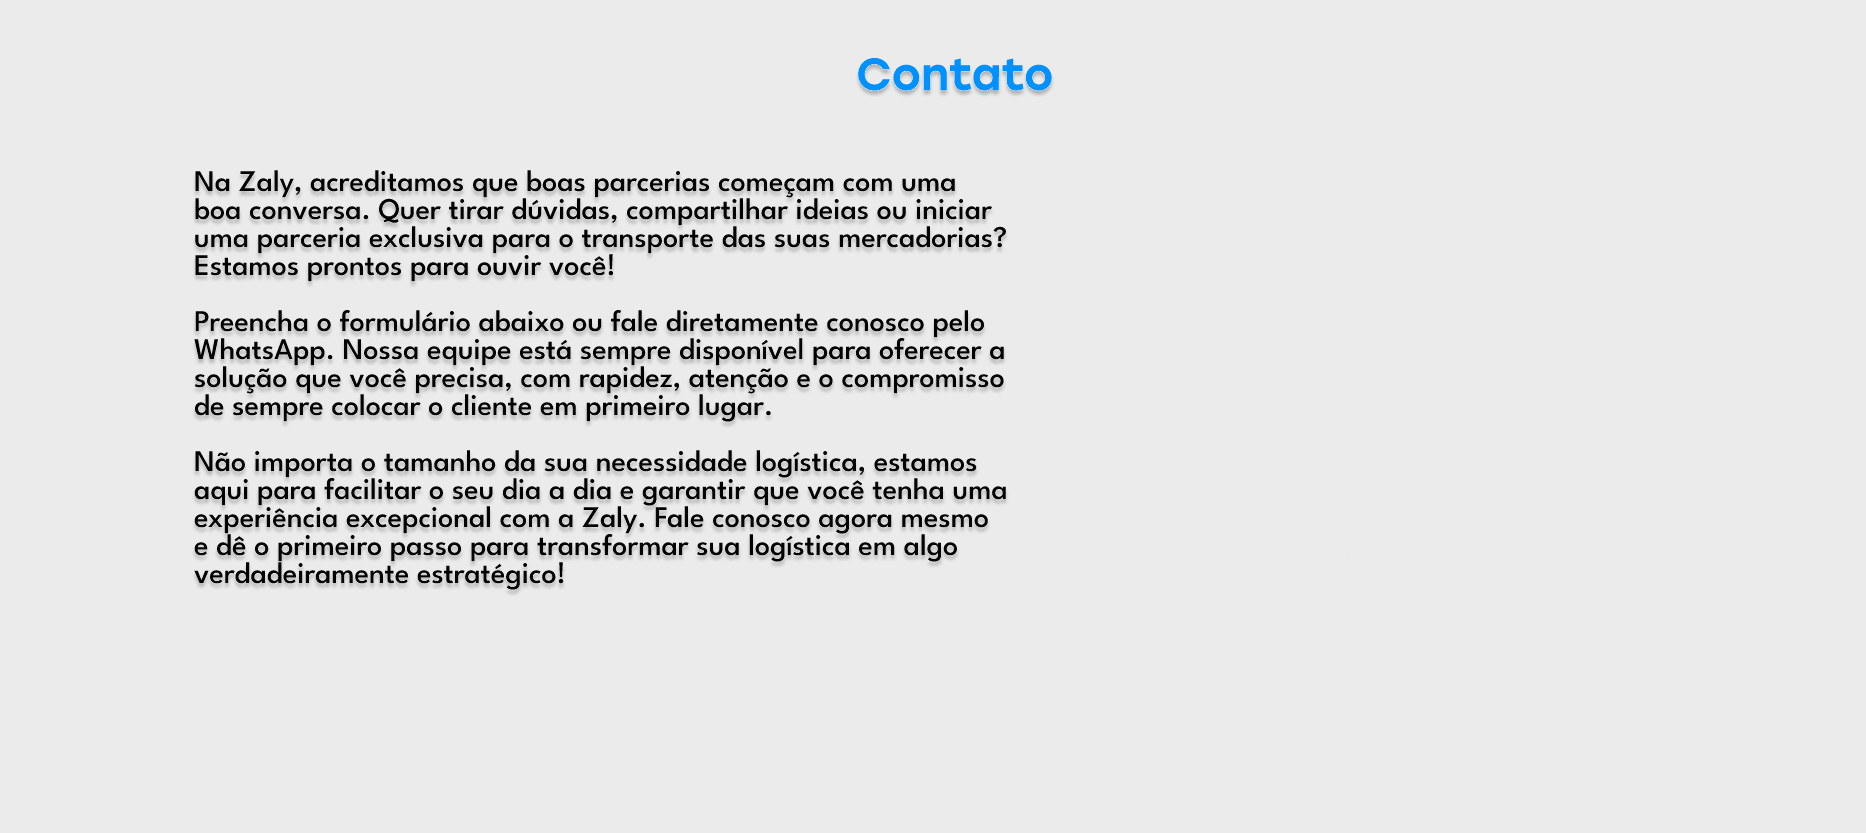 Contato
Na Zaly, acreditamos que boas parcerias começam com uma
boa conversa. Quer tirar dúvidas, compartilhar ideias ou iniciar
uma parceria exclusiva para o transporte das suas mercadorias?
Estamos prontos para ouvir você!
Preencha o formulário abaixo ou fale diretamente conosco pelo
WhatsApp. Nossa equipe está sempre disponível para oferecer a
solução que você precisa, com rapidez, atenção e o compromisso
de sempre colocar o cliente em primeiro lugar.
Não importa o tamanho da sua necessidade logística, estamos
aqui para facilitar o seu dia a dia e garantir que você tenha uma
experiência excepcional com a Zaly. Fale conosco agora mesmo
e dê o primeiro passo para transformar sua logística em algo
verdadeiramente estratégico!